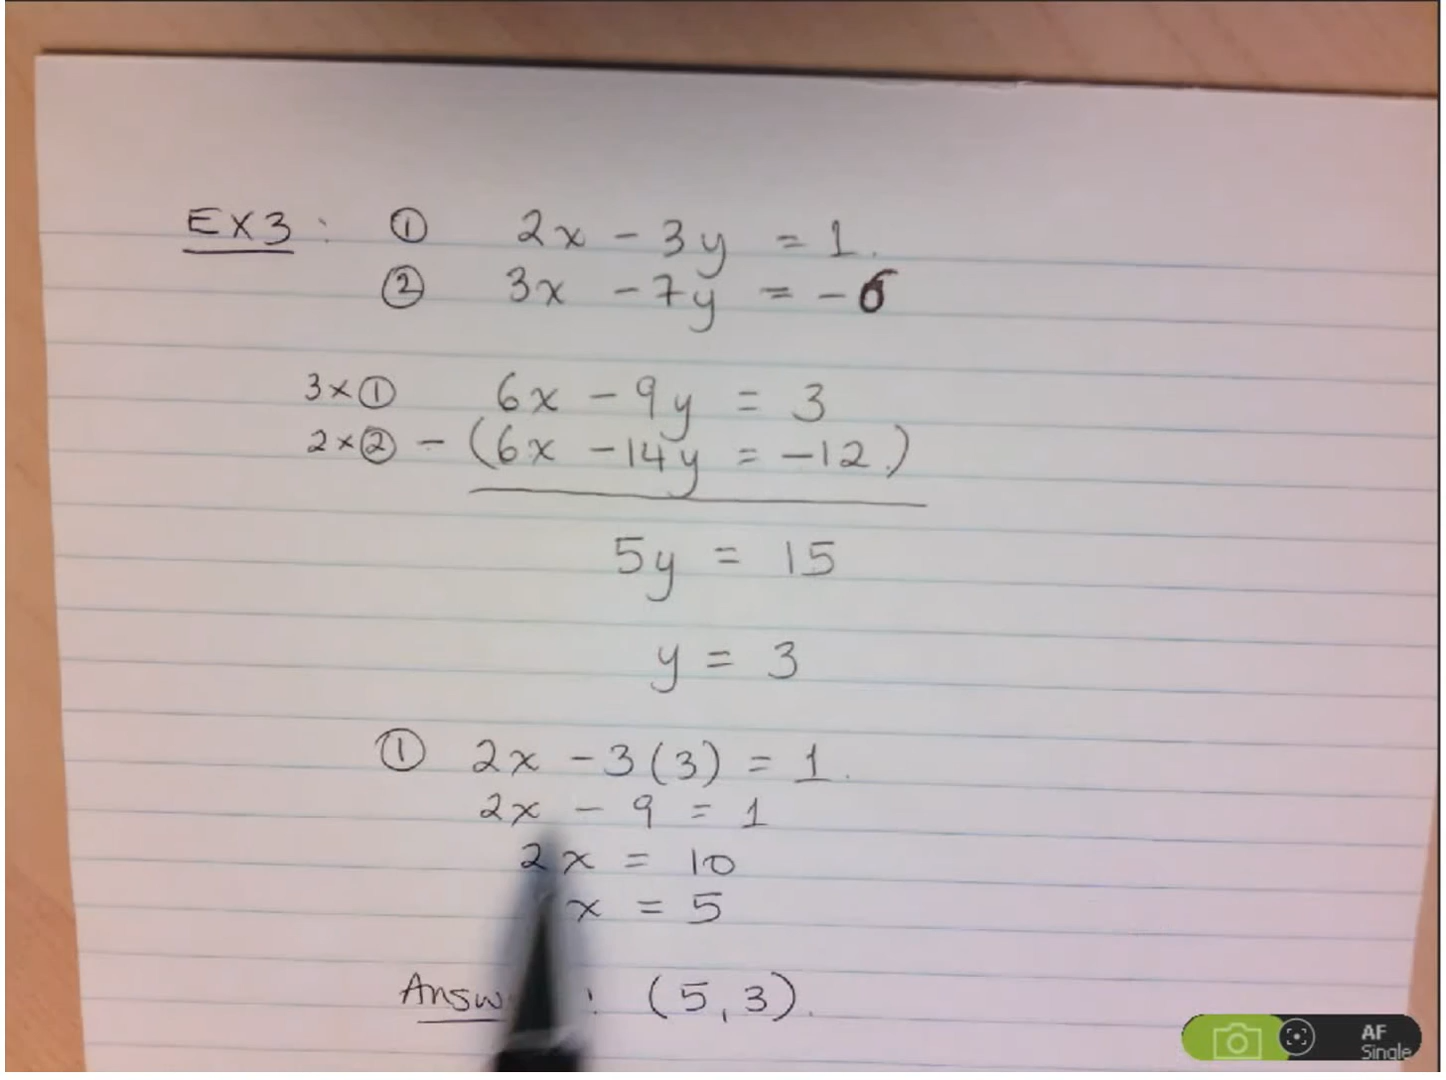 EX3 : ① 2x - 3y = 1.
② 3x - 7y = -6
3×① 6x - 9y = 3
2×② - (6x - 14y = -12.)
5y = 15
y = 3
① 2x - 3(3) = 1.
2x - 9 = 1
2x = 10
x = 5
: (5, 3).
AF
Single